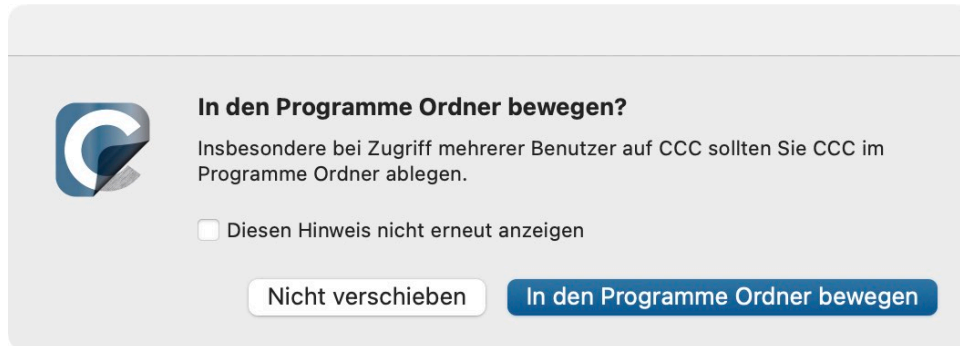 In den Programme Ordner bewegen?
Insbesondere bei Zugriff mehrerer Benutzer auf CCC sollten Sie CCC im
Programme Ordner ablegen.
Diesen Hinweis nicht erneut anzeigen
Nicht verschieben
In den Programme Ordner bewegen